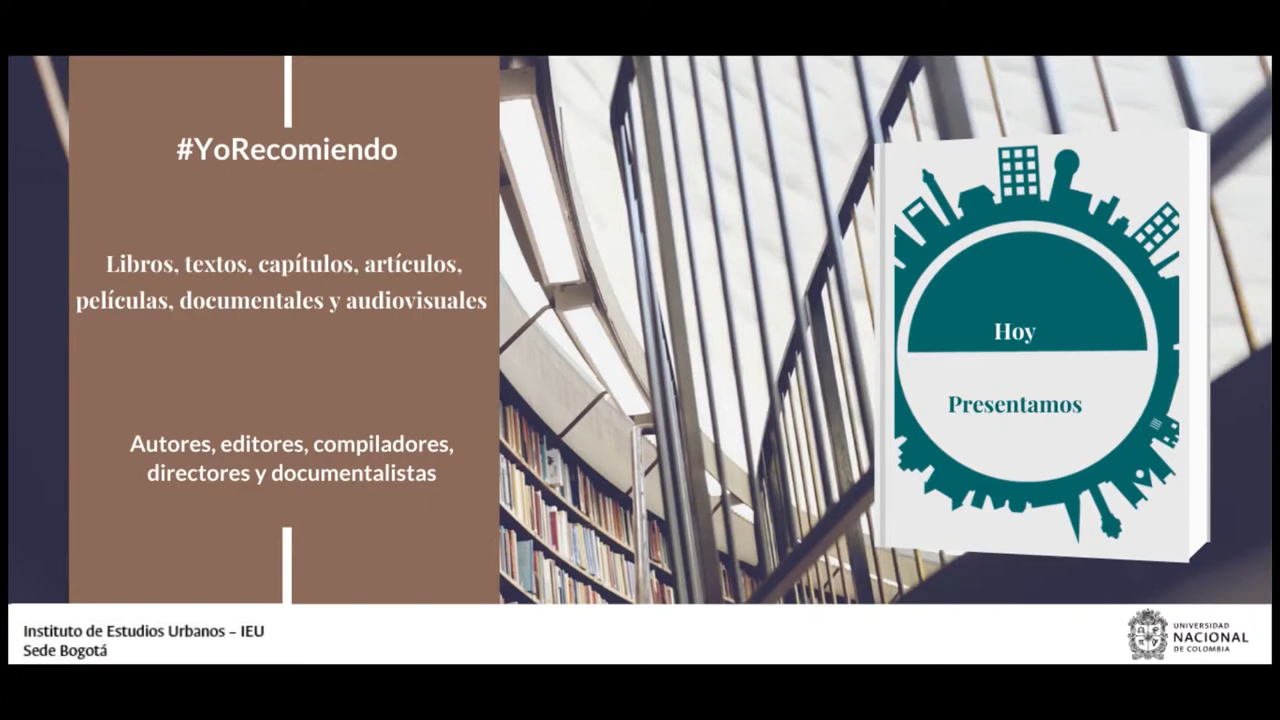 #YoRecomiendo
Libros, textos, capítulos, artículos,
películas, documentales y audiovisuales
Autores, editores, compiladores,
directores y documentalistas
Hoy
Presentamos
Instituto de Estudios Urbanos – IEU
Sede Bogotá
UNIVERSIDAD
NACIONAL
DE COLOMBIA